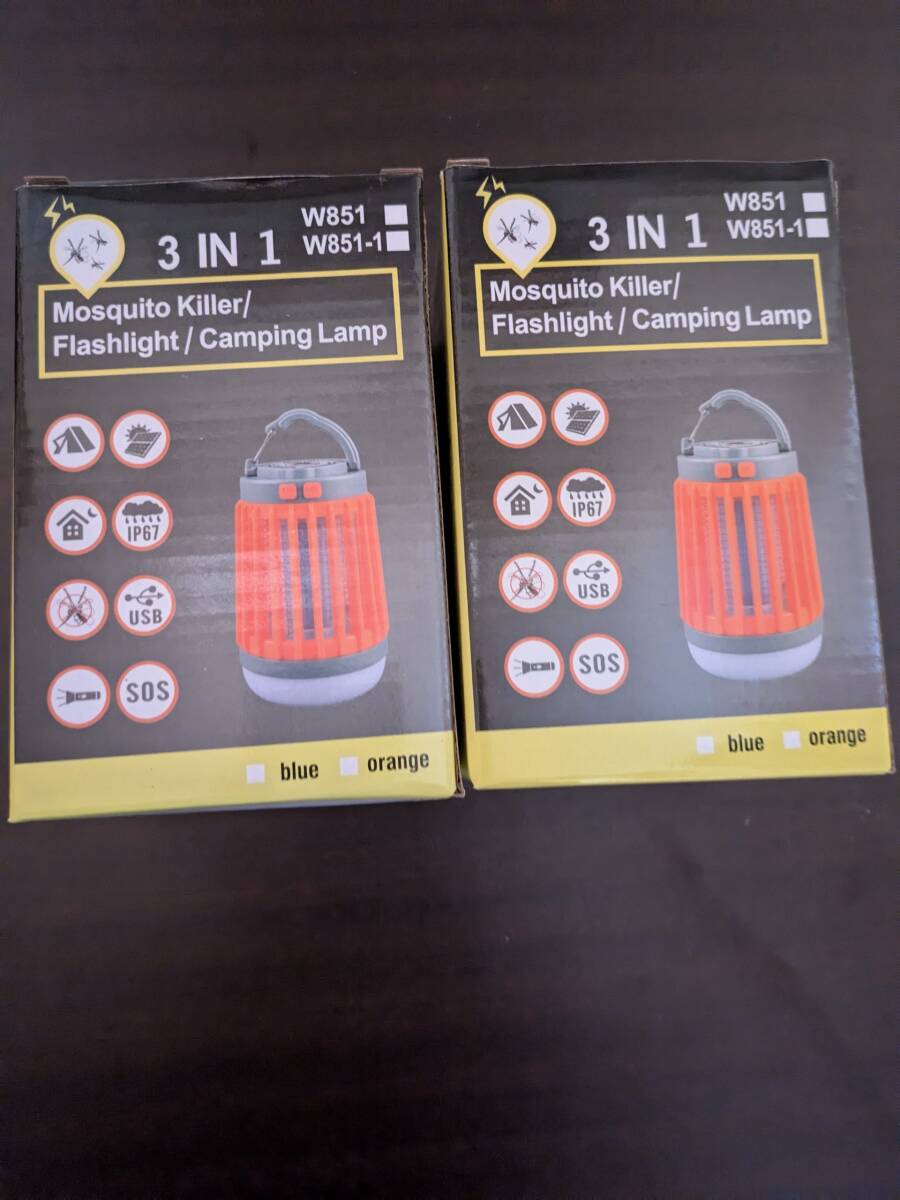 3 IN 1
W851
W851-1
Mosquito Killer/
Flashlight / Camping Lamp
IP67
USB
SOS
blue
orange
3 IN 1
W851
W851-1
Mosquito Killer/
Flashlight / Camping Lamp
IP67
USB
SOS
blue
orange